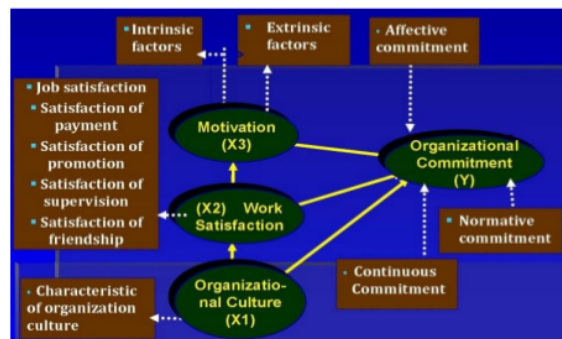 Intrinsic
factors
Extrinsic
factors
Affective
commitment
Job satisfaction
Satisfaction of
payment
Satisfaction of
promotion
Satisfaction of
supervision
Satisfaction of
friendship
Motivation
(X3)
Organizational
Commitment
(Y)
(X2) Work
Satisfaction
Normative
commitment
Characteristic
of organization
culture
Organizatio-
nal Culture
(X1)
Continuous
Commitment